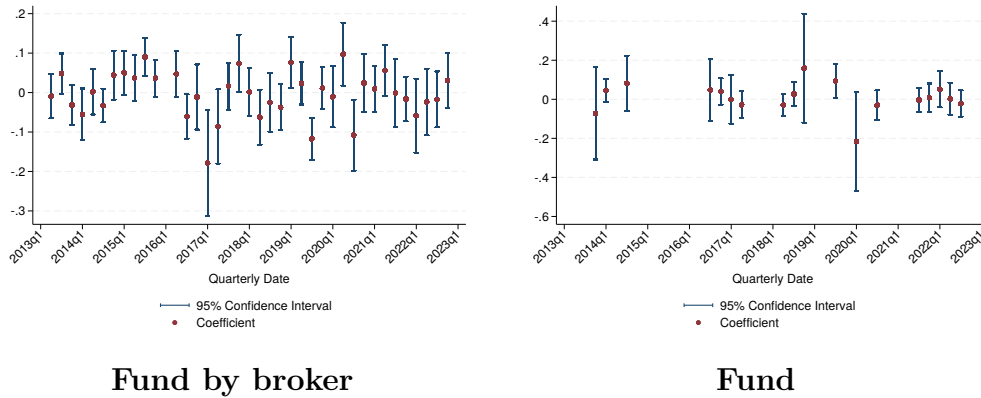 .2
.1
0
-.1
-.2
-.3
2013q1
2014q1
2015q1
2016q1
2017q1
2018q1
2019q1
2020q1
2021q1
2022q1
2023q1
Quarterly Date
95% Confidence Interval
Coefficient
Fund by broker
.4
.2
0
-.2
-.4
-.6
2013q1
2014q1
2015q1
2016q1
2017q1
2018q1
2019q1
2020q1
2021q1
2022q1
2023q1
Quarterly Date
95% Confidence Interval
Coefficient
Fund